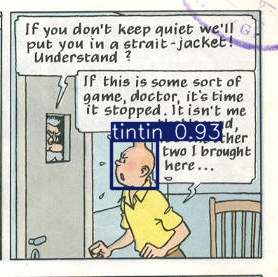 If you don't keep quiet we'll
put you in a strait-jacket!
Understand ?
If this is some sort of
game, doctor, it's time
it stopped. It isn't me
tintin 0.93
two I brought
here...
G